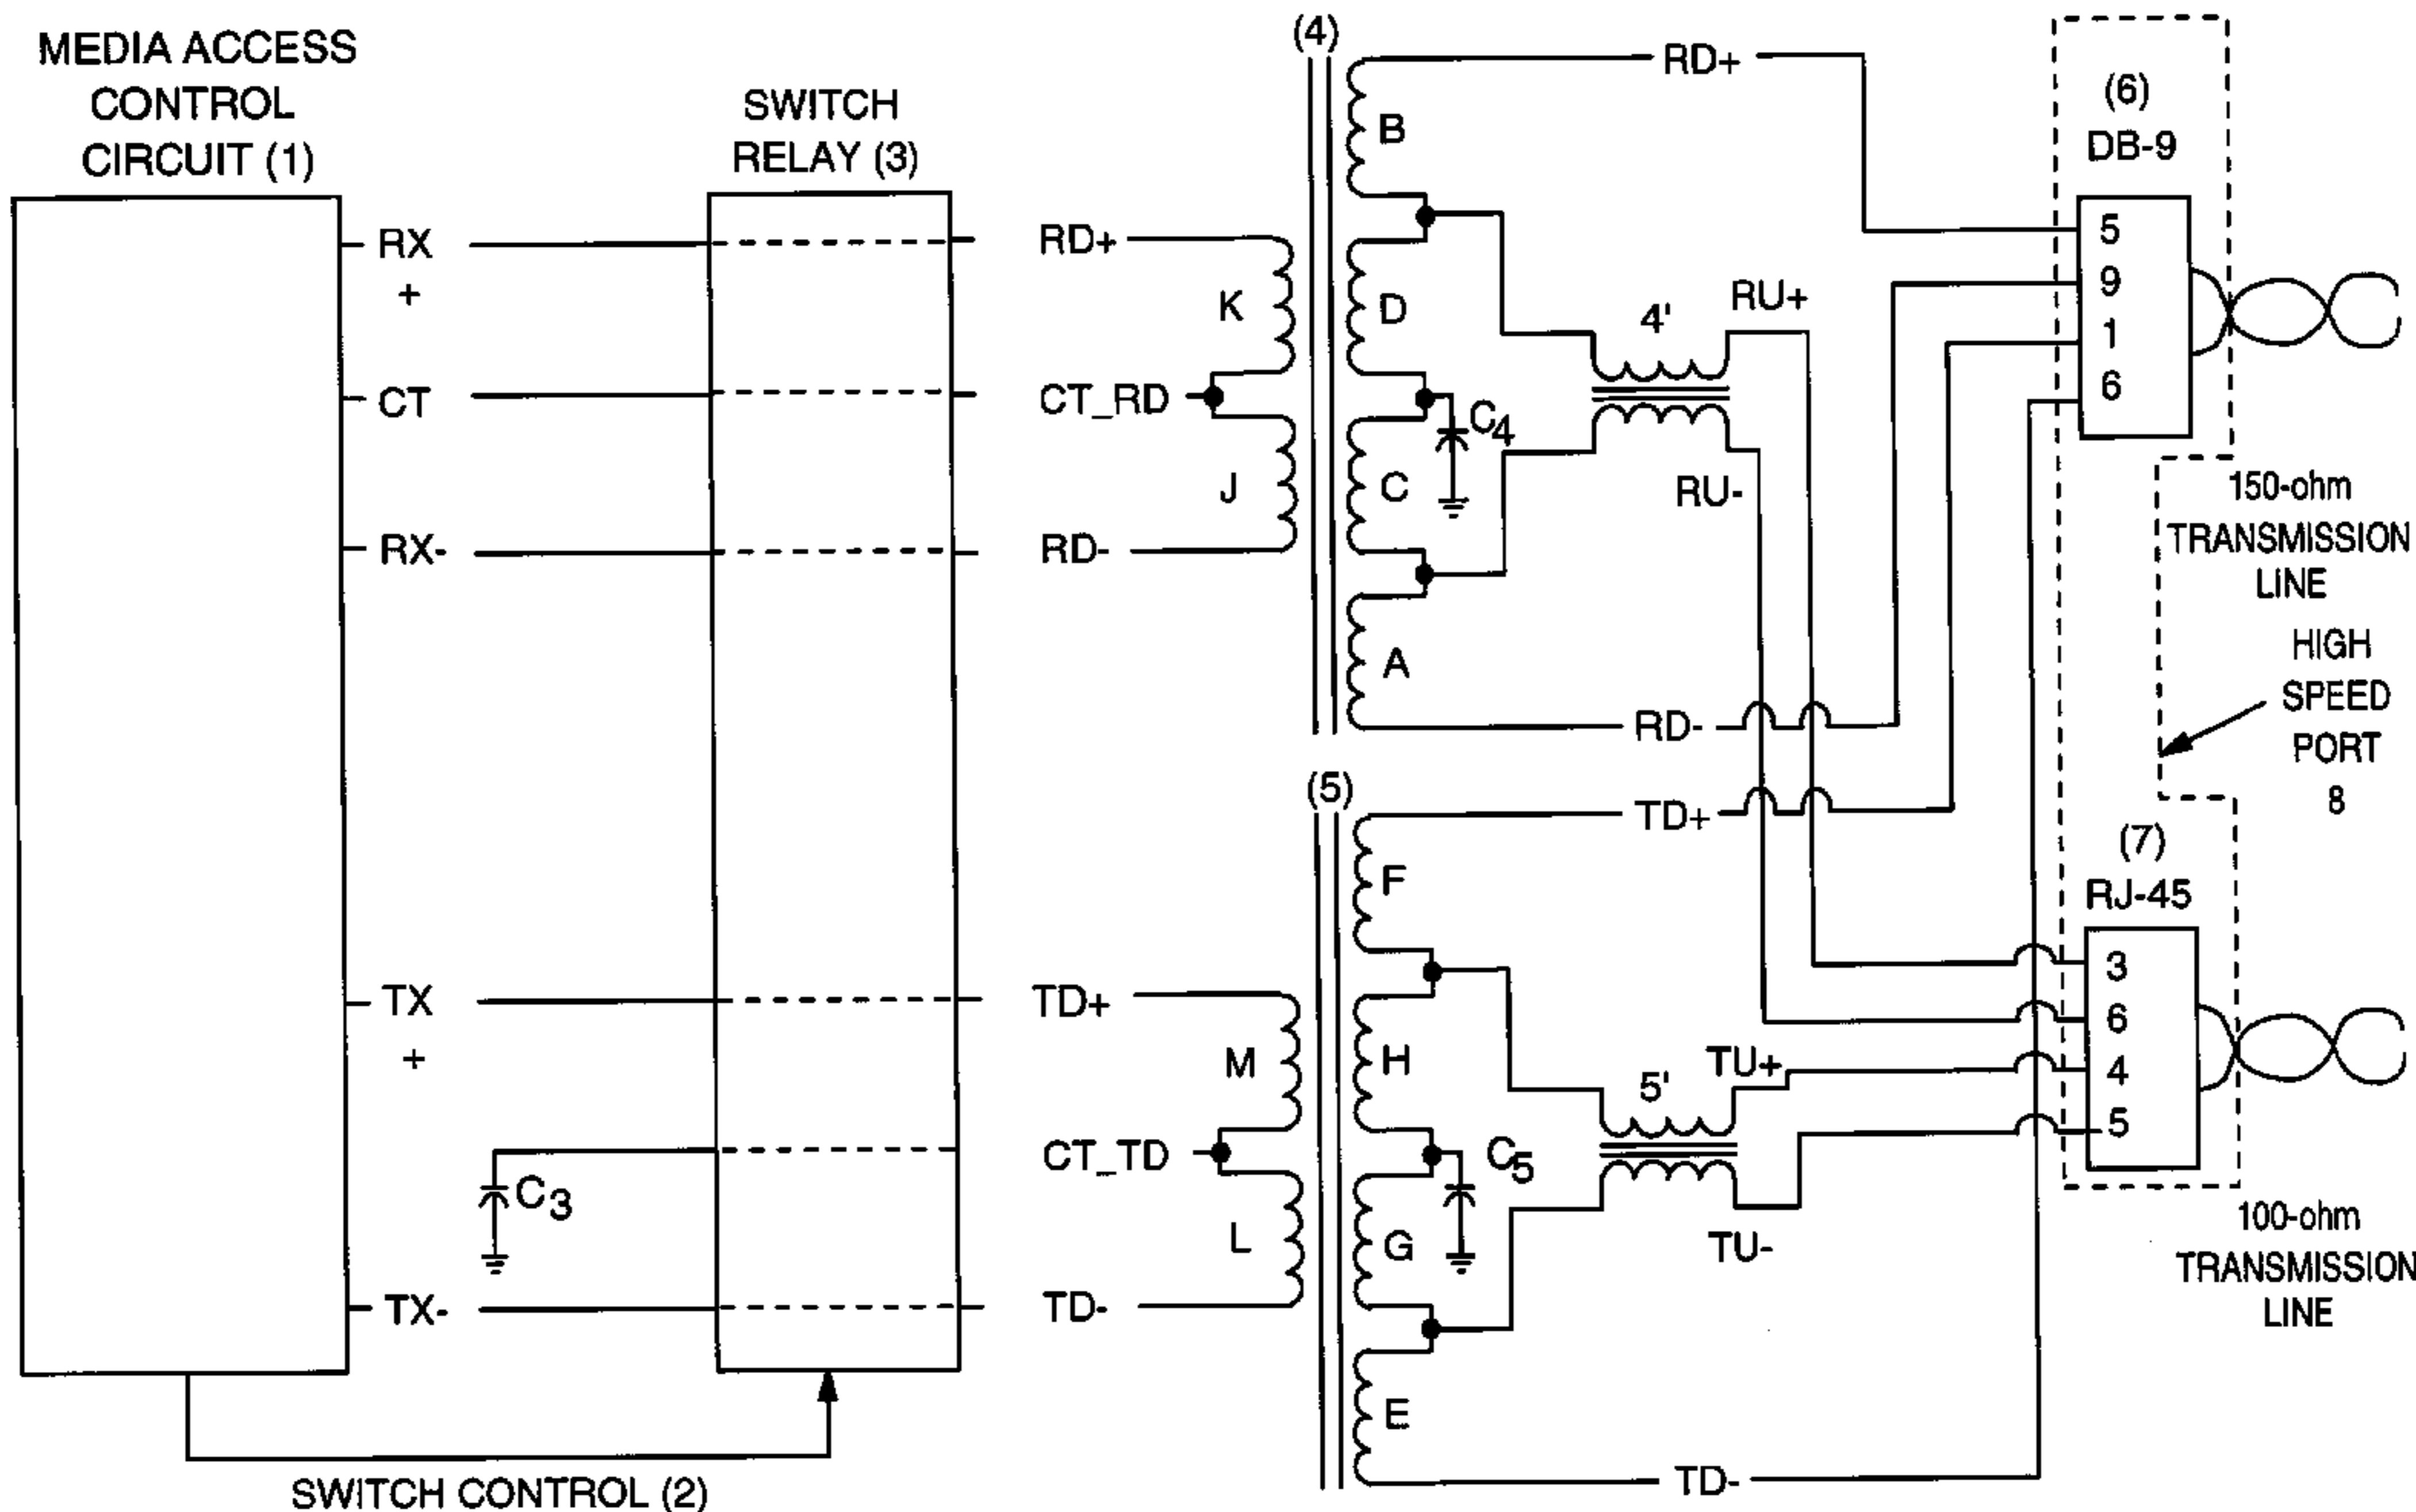 MEDIA ACCESS
CONTROL
CIRCUIT (1)
SWITCH
RELAY (3)
(4)
RD+
(6)
DB-9
B
5
9
1
6
RX
+
RD+
K
D
4'
RU+
CT
CT_RD
C4
J
C
RU-
150-ohm
TRANSMISSION
LINE
RX-
RD-
A
HIGH
SPEED
PORT
8
RD-
(5)
TD+
(7)
RJ-45
F
3
6
4
5
TX
+
TD+
M
H
5'
TU+
CT_TD
C5
C3
L
G
TU-
100-ohm
TRANSMISSION
LINE
TX-
TD-
E
TD-
SWITCH CONTROL (2)